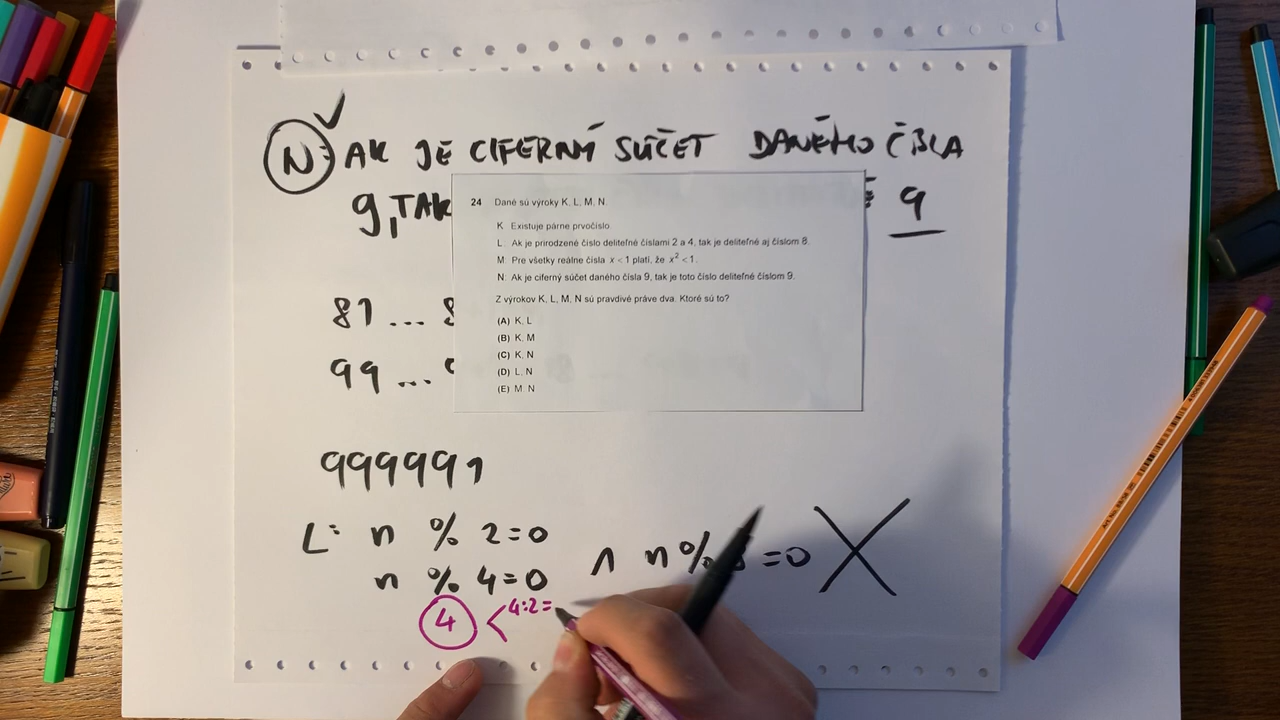 N: AK JE CIFERNÝ SÚČET DANÉHO ČÍSLA
9, TAK 9
24 Dané sú výroky K, L, M, N.
K Existuje párne prvočíslo.
L: Ak je prirodzené číslo deliteľné číslami 2 a 4, tak je deliteľné aj číslom 8.
M: Pre všetky reálne čísla x < 1 platí, že x² < 1.
N: Ak je ciferný súčet daného čísla 9, tak je toto číslo deliteľné číslom 9.
Z výrokov K, L, M, N sú pravdivé práve dva. Ktoré sú to?
(A) K, L
(B) K, M
(C) K, N
(D) L, N
(E) M, N
81 ...
99 ...
999991
L: n % 2=0
n % 4=0 ∧ n % =0
4 < 4:2=